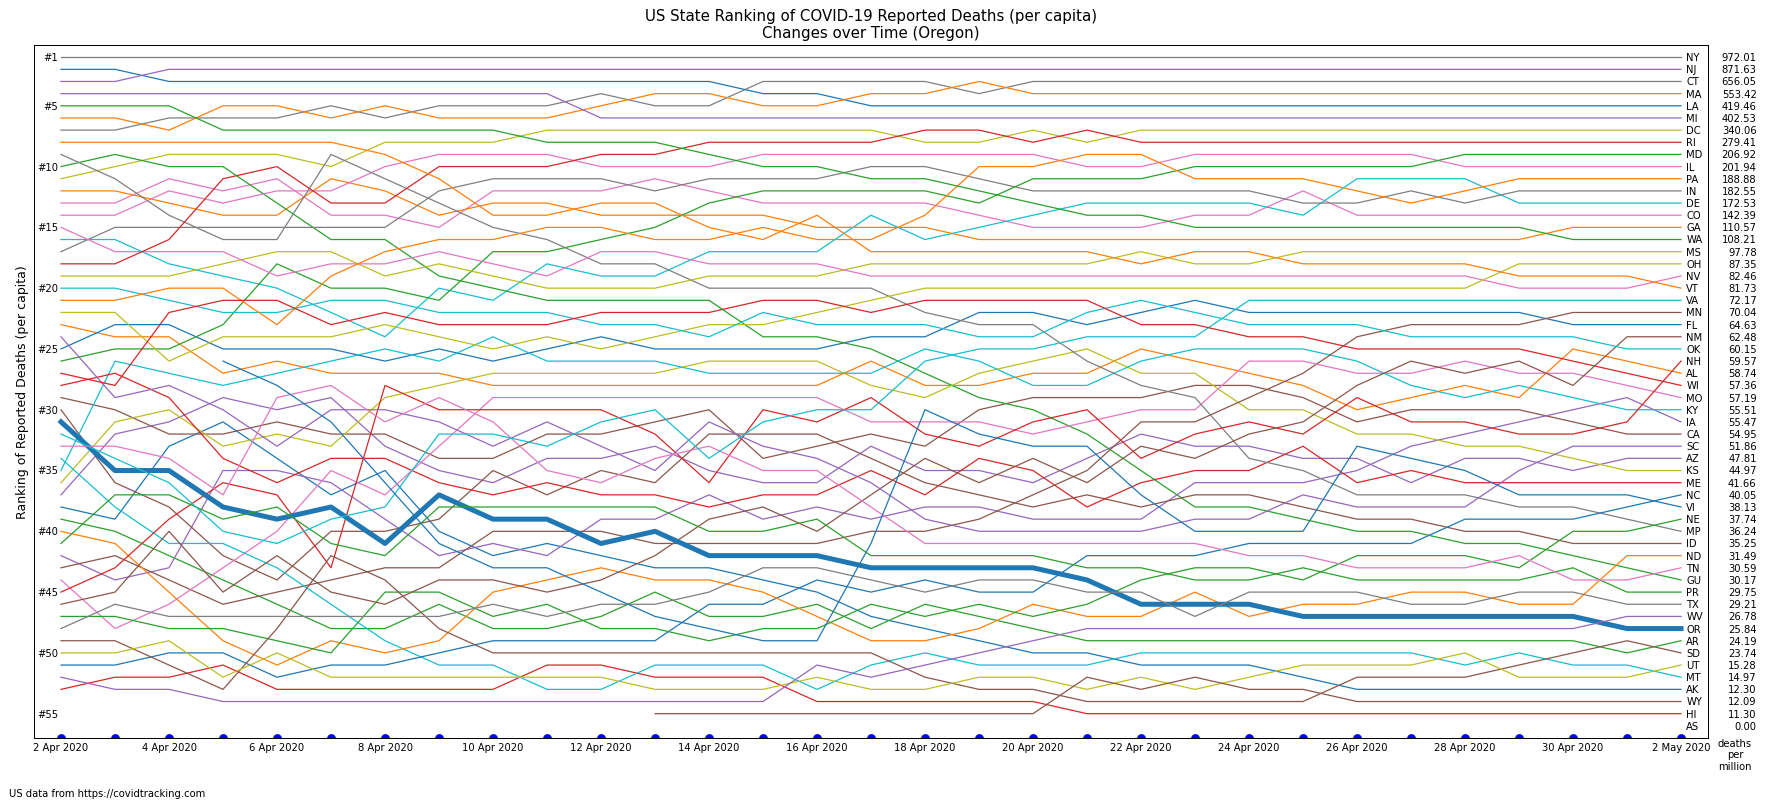 US State Ranking of COVID-19 Reported Deaths (per capita)
Changes over Time (Oregon)
Ranking of Reported Deaths (per capita)
#1
#5
#10
#15
#20
#25
#30
#35
#40
#45
#50
#55
NY 972.01
NJ 871.63
CT 656.05
MA 553.42
LA 419.46
MI 402.53
DC 340.06
RI 279.41
MD 206.92
IL 201.94
PA 188.88
IN 182.55
DE 172.53
CO 142.39
GA 110.57
WA 108.21
MS 97.78
OH 87.35
NV 82.46
VT 81.73
VA 72.17
MN 70.04
FL 64.63
NM 62.48
OK 60.15
NH 59.57
AL 58.74
WI 57.36
MO 57.19
KY 55.51
IA 55.47
CA 54.95
SC 51.86
AZ 47.81
KS 44.97
ME 41.66
NC 40.05
VI 38.13
NE 37.74
MP 36.24
ID 35.25
ND 31.49
TN 30.59
GU 30.17
PR 29.75
TX 29.21
WV 26.78
OR 25.84
AR 24.19
SD 23.74
UT 15.28
MT 14.97
AK 12.30
WY 12.09
HI 11.30
AS 0.00
2 Apr 2020 4 Apr 2020 6 Apr 2020 8 Apr 2020 10 Apr 2020 12 Apr 2020 14 Apr 2020 16 Apr 2020 18 Apr 2020 20 Apr 2020 22 Apr 2020 24 Apr 2020 26 Apr 2020 28 Apr 2020 30 Apr 2020 2 May 2020
deaths
per
million
US data from https://covidtracking.com